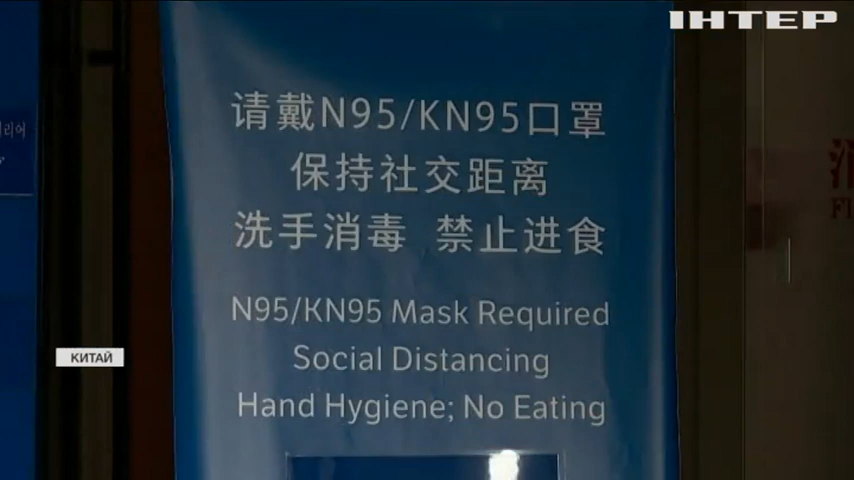 ІНТЕР
请戴N95/KN95口罩
保持社交距离
洗手消毒 禁止进食
N95/KN95 Mask Required
Social Distancing
Hand Hygiene; No Eating
КИТАЙ